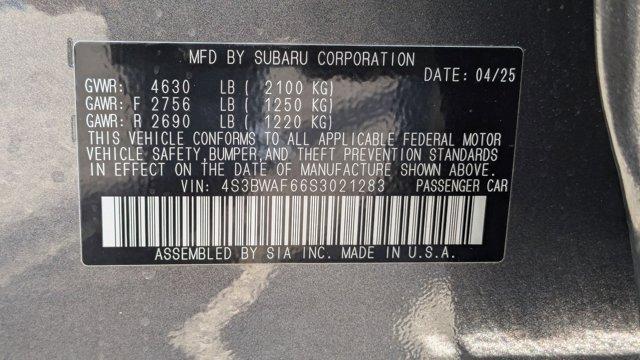 MFD BY SUBARU CORPORATION
DATE: 04/25
GVWR: 4630 LB ( 2100 KG)
GAWR: F 2756 LB ( 1250 KG)
GAWR: R 2690 LB ( 1220 KG)
THIS VEHICLE CONFORMS TO ALL APPLICABLE FEDERAL MOTOR
VEHICLE SAFETY, BUMPER, AND THEFT PREVENTION STANDARDS
IN EFFECT ON THE DATE OF MANUFACTURE SHOWN ABOVE.
VIN: 4S3BWAF66S3021283 PASSENGER CAR
ASSEMBLED BY SIA INC. MADE IN U.S.A.